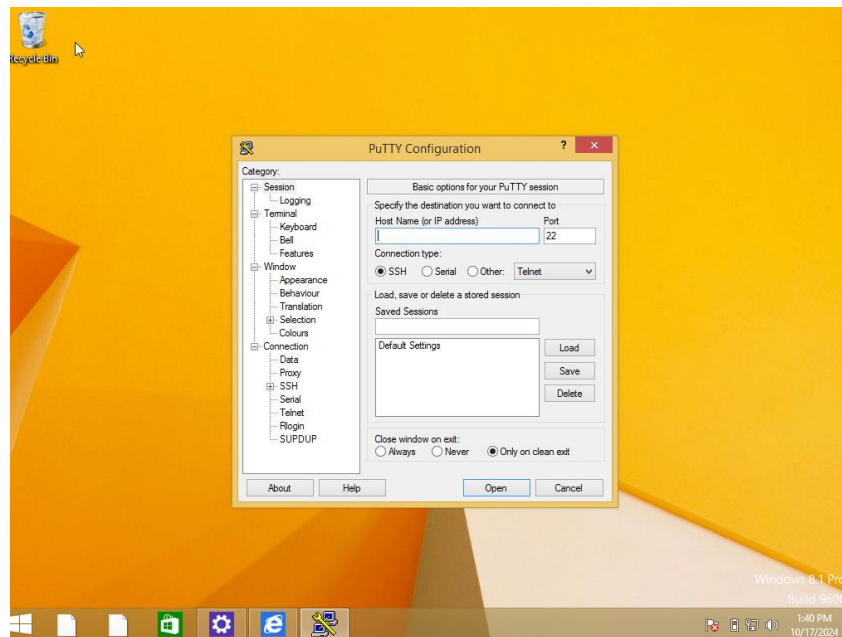 Recycle Bin
PuTTY Configuration
?
Category:
Session
Logging
Terminal
Keyboard
Bell
Features
Window
Appearance
Behaviour
Translation
Selection
Colours
Connection
Data
Proxy
SSH
Serial
Telnet
Rlogin
SUPDUP
Basic options for your PuTTY session
Specify the destination you want to connect to
Host Name (or IP address) Port
22
Connection type:
SSH Serial Other: Telnet
Load, save or delete a stored session
Saved Sessions
Default Settings
Load
Save
Delete
Close window on exit:
Always Never Only on clean exit
About Help Open Cancel
Windows 8.1 Pro
Build 9600
1:40 PM
10/17/2024